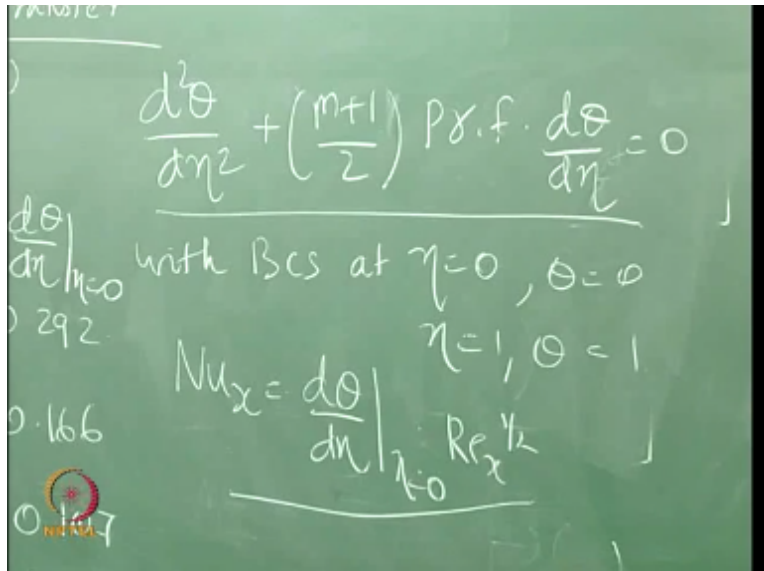 )
d²θ/dη² + (m+1/2) Pr.f. dθ/dη = 0
dθ/dη|η=0 with Bcs at η=0, θ=0
292
η=1, θ=1
Nux = dθ/dη|η=0 Rex^1/2
0.166
NPTEL